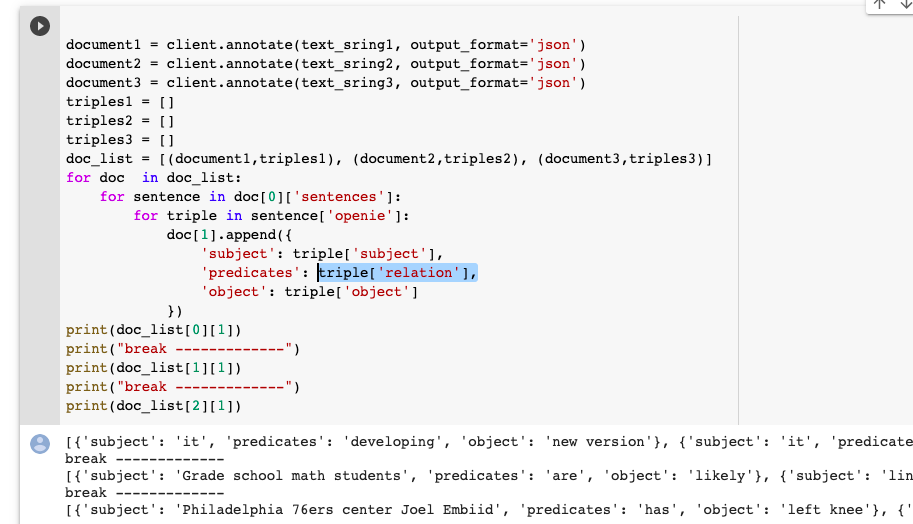 document1 = client.annotate(text_sring1, output_format='json')
document2 = client.annotate(text_sring2, output_format='json')
document3 = client.annotate(text_sring3, output_format='json')
triples1 = []
triples2 = []
triples3 = []
doc_list = [(document1,triples1), (document2,triples2), (document3,triples3)]
for doc  in doc_list:
    for sentence in doc[0]['sentences']:
        for triple in sentence['openie']:
            doc[1].append({
                'subject': triple['subject'],
                'predicates': triple['relation'],
                'object': triple['object']
            })
print(doc_list[0][1])
print("break -------------")
print(doc_list[1][1])
print("break -------------")
print(doc_list[2][1])
[{'subject': 'it', 'predicates': 'developing', 'object': 'new version'}, {'subject': 'it', 'predicate
break -------------
[{'subject': 'Grade school math students', 'predicates': 'are', 'object': 'likely'}, {'subject': 'lin
break -------------
[{'subject': 'Philadelphia 76ers center Joel Embiid', 'predicates': 'has', 'object': 'left knee'}, {'